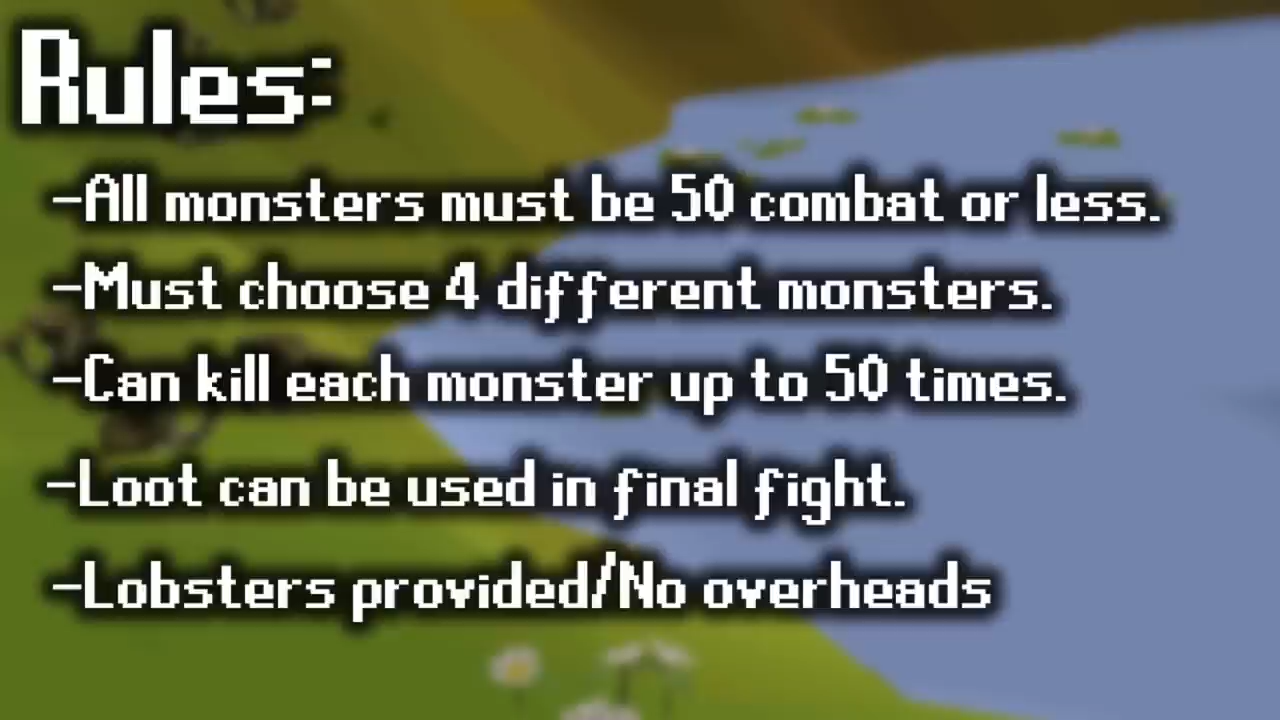 Rules:
-All monsters must be 50 combat or less.
-Must choose 4 different monsters.
-Can kill each monster up to 50 times.
-Loot can be used in final fight.
-Lobsters provided/No overheads